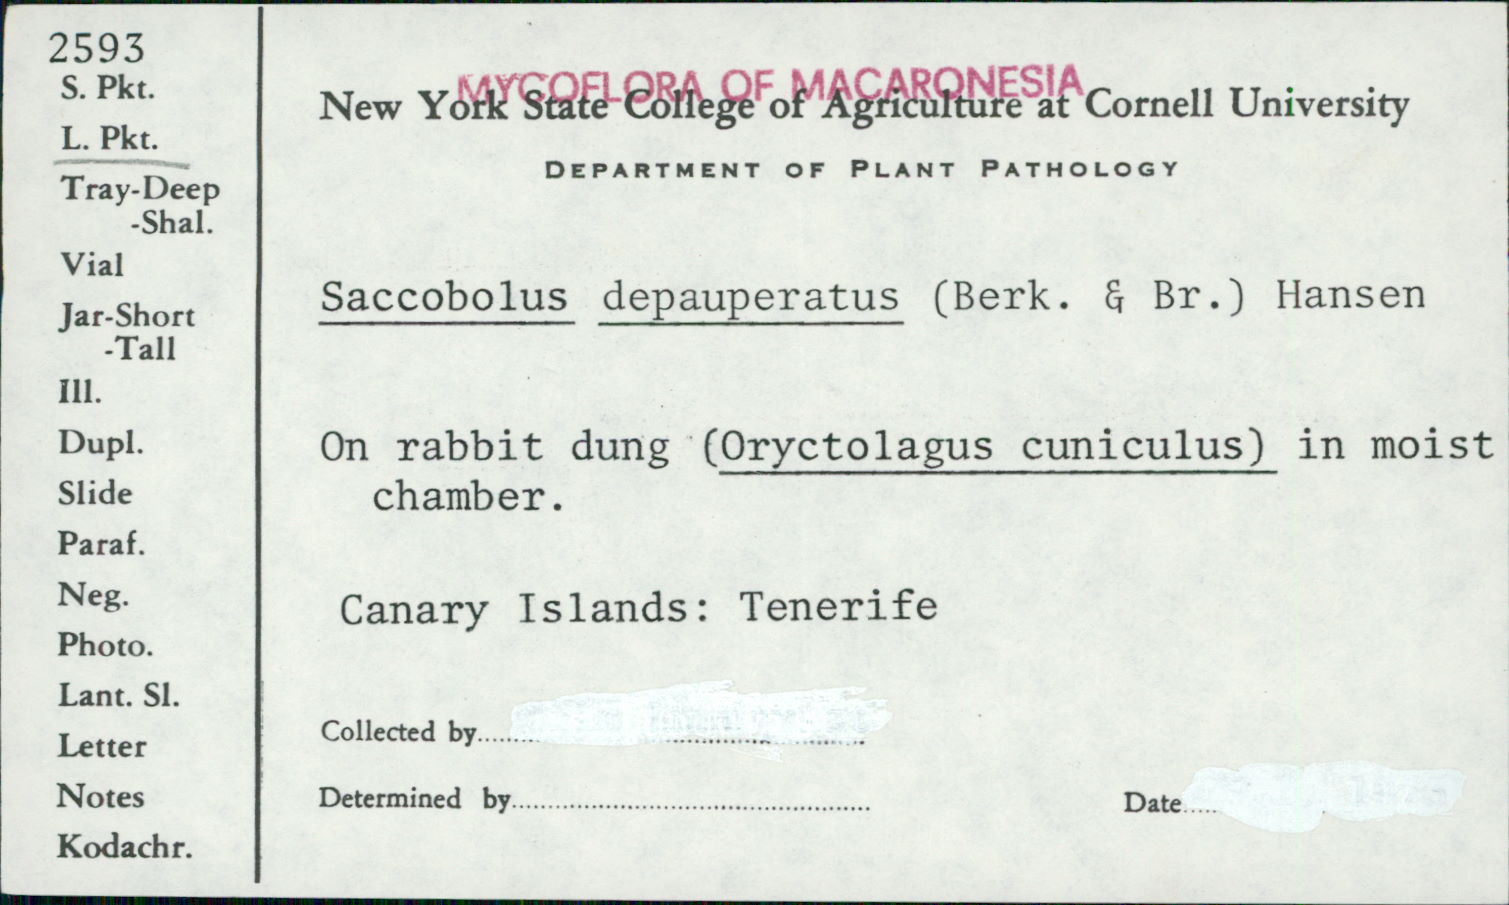 2593
S. Pkt.
L. Pkt.
Tray-Deep
-Shal.
Vial
Jar-Short
-Tall
Ill.
Dupl.
Slide
Paraf.
Neg.
Photo.
Lant. Sl.
Letter
Notes
Kodachr.
MYCOFLORA OF MACARONESIA
New York State College of Agriculture at Cornell University
DEPARTMENT OF PLANT PATHOLOGY
Saccobolus depauperatus (Berk. & Br.) Hansen
On rabbit dung (Oryctolagus cuniculus) in moist
chamber.
Canary Islands: Tenerife
Collected by
Determined by
Date